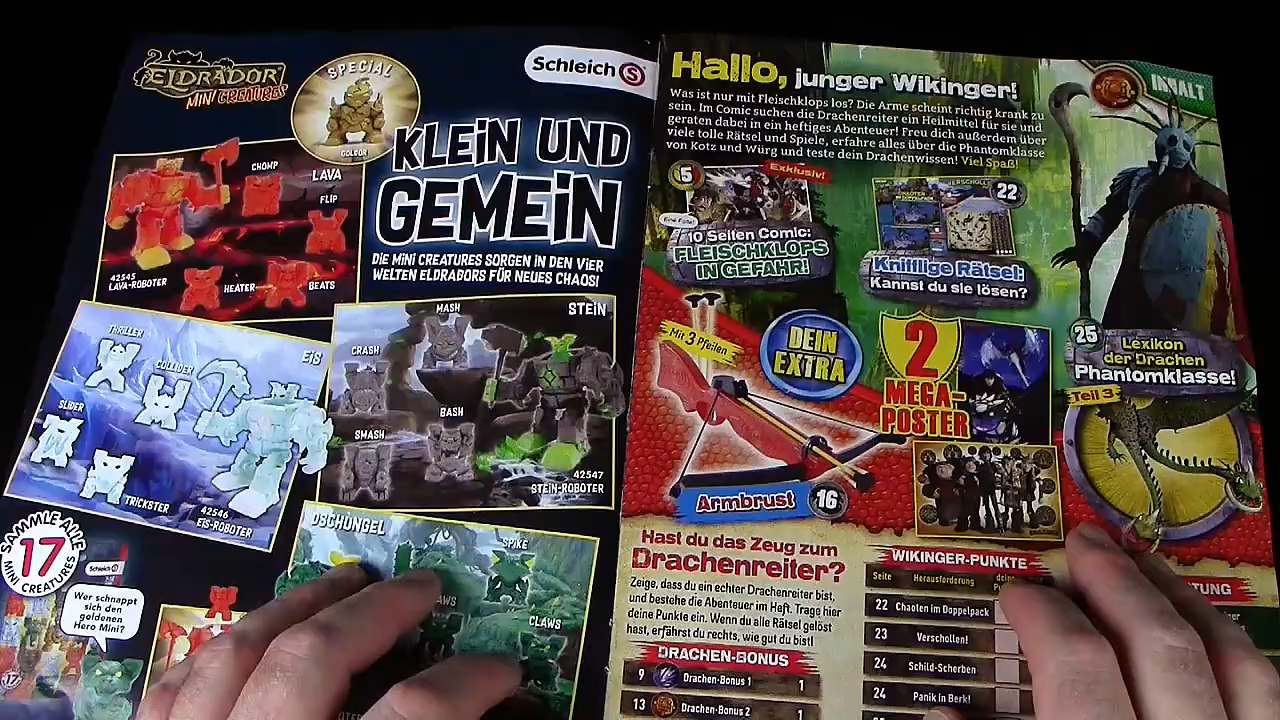 ELDRADOR
MINI CREATURES
SPECIAL
GOLDOR
Schleich S
KLEIN UND
GEMEIN
DIE MINI CREATURES SORGEN IN DEN VIER
WELTEN ELDRADORS FÜR NEUES CHAOS!
CHOMP
LAVA
FLIP
42545
LAVA-ROBOTER
HEATER
BEATS
THRILLER
EIS
COLLIDER
SLIDER
TRICKSTER
42546
EIS-ROBOTER
MASH
STEIN
CRASH
BASH
SMASH
42547
STEIN-ROBOTER
DSCHUNGEL
SPIKE
CLAWS
SAMMLE ALLE
17
MINI CREATURES
Schleich
Wer schnappt
sich den
goldenen
Hero Mini?
Hallo, junger Wikinger!
Was ist nur mit Fleischklops los? Die Arme scheint richtig krank zu
sein. Im Comic suchen die Drachenreiter ein Heilmittel für sie und
geraten dabei in ein heftiges Abenteuer! Freu dich außerdem über
viele tolle Rätsel und Spiele, erfahre alles über die Phantomklasse
von Kotz und Würg und teste dein Drachenwissen! Viel Spaß!
INHALT
5
Exklusiv!
10 Seiten Comic:
FLEISCHKLOPS
IN GEFAHR!
22
Knifflige Rätsel:
Kannst du sie lösen?
25
Lexikon
der Drachen
Phantomklasse!
Teil 3
Mit 3 Pfeilen
DEIN
EXTRA
Armbrust 16
2
MEGA-
POSTER
Hast du das Zeug zum
Drachenreiter?
Zeige, dass du ein echter Drachenreiter bist,
und bestehe die Abenteuer im Heft. Trage hier
deine Punkte ein. Wenn du alle Rätsel gelöst
hast, erfährst du rechts, wie gut du bist!
DRACHEN-BONUS
9 Drachen-Bonus 1 1
13 Drachen-Bonus 2 1
WIKINGER-PUNKTE
Seite Herausforderung
22 Chaoten im Doppelpack
23 Verschollen!
24 Schild-Scherben
24 Panik in Berk!